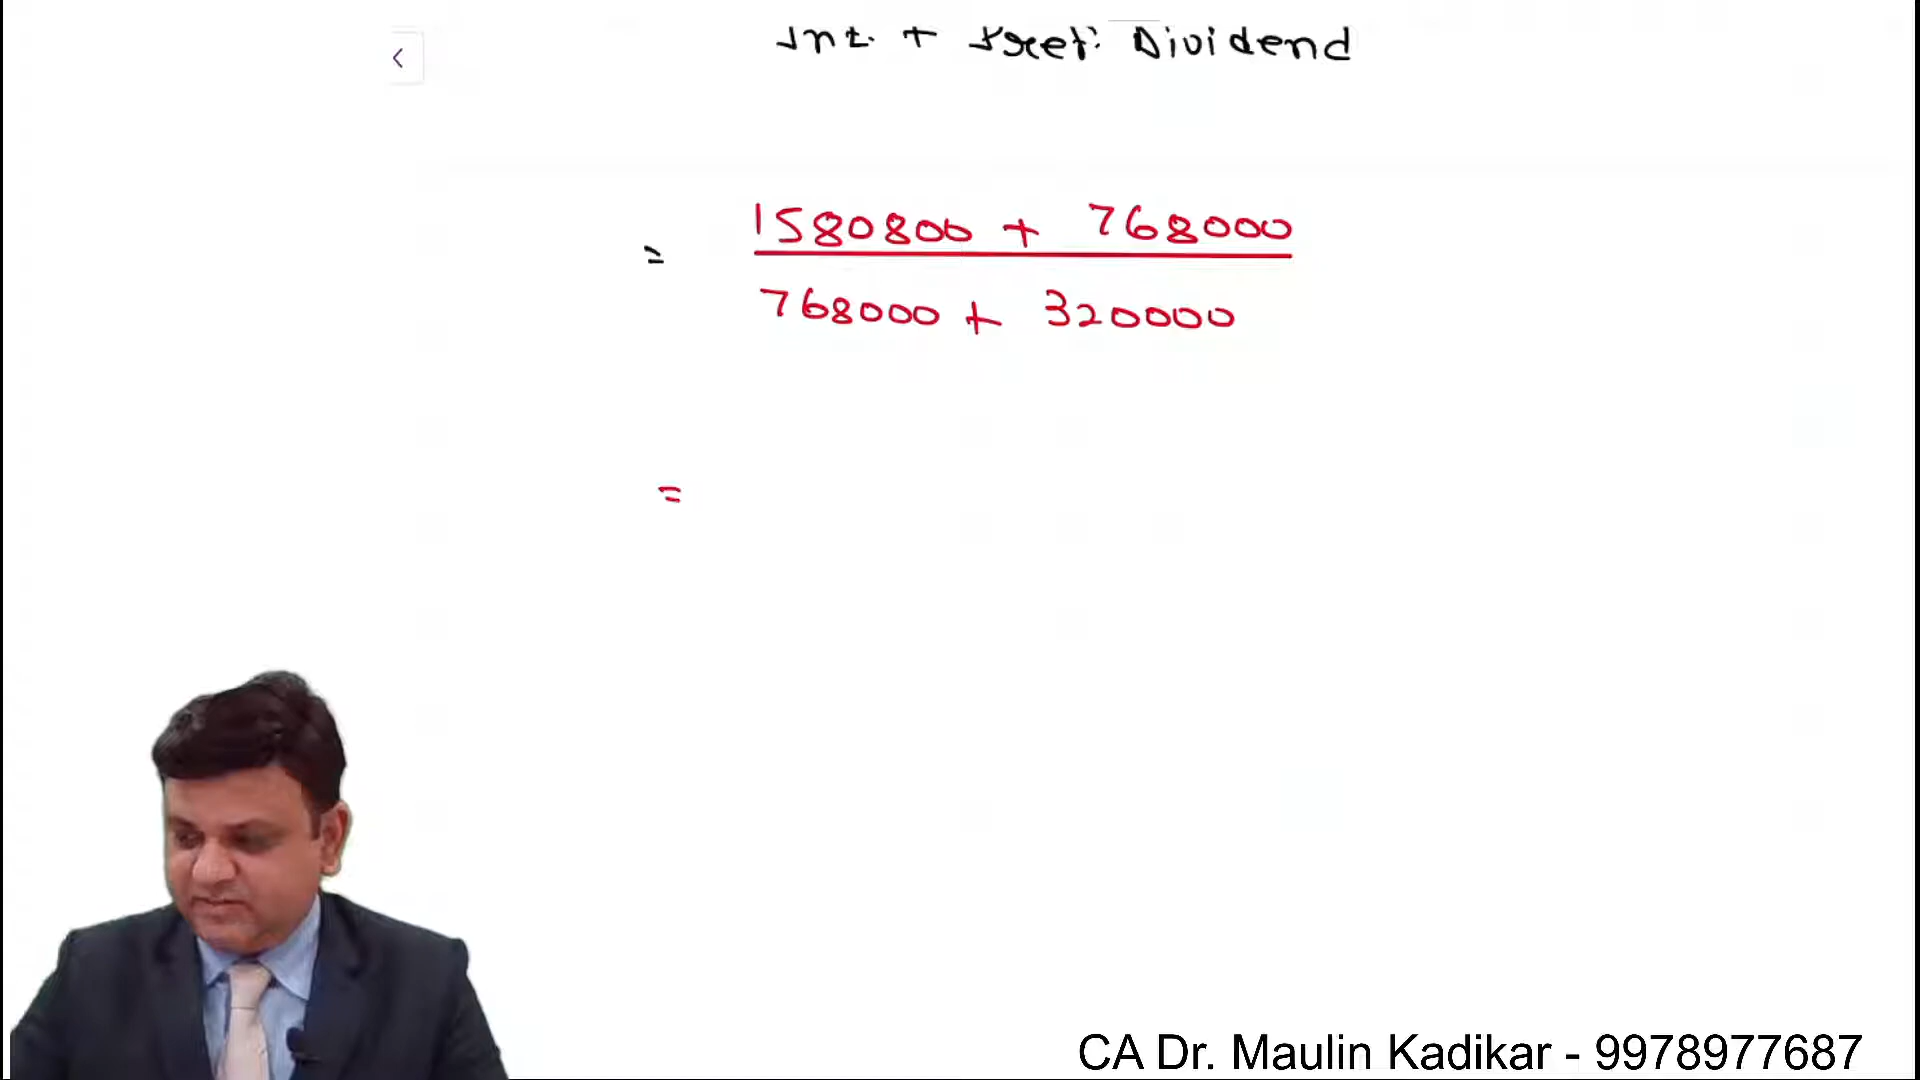 Int. + Pref. Dividend
= 1580800 + 768000
768000 + 320000
=
CA Dr. Maulin Kadikar - 9978977687